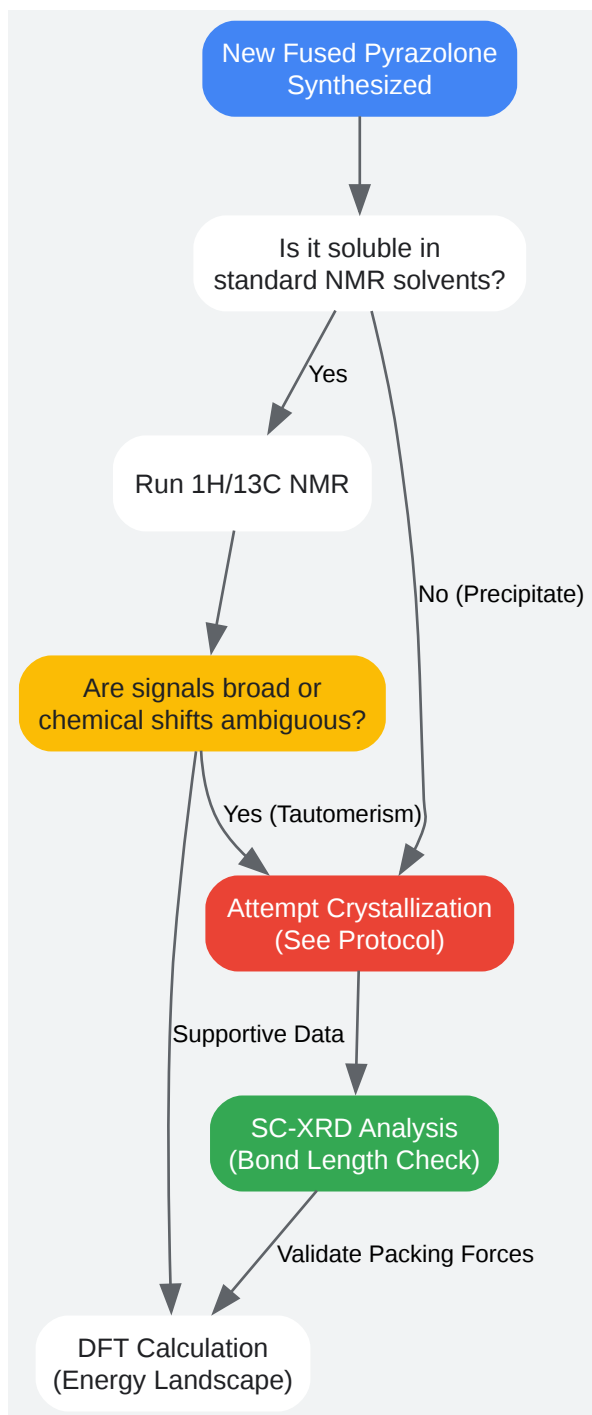 New Fused Pyrazolone
Synthesized
Is it soluble in
standard NMR solvents?
Yes
Run 1H/13C NMR
No (Precipitate)
Are signals broad or
chemical shifts ambiguous?
Yes (Tautomerism)
Attempt Crystallization
(See Protocol)
Supportive Data
SC-XRD Analysis
(Bond Length Check)
Validate Packing Forces
DFT Calculation
(Energy Landscape)